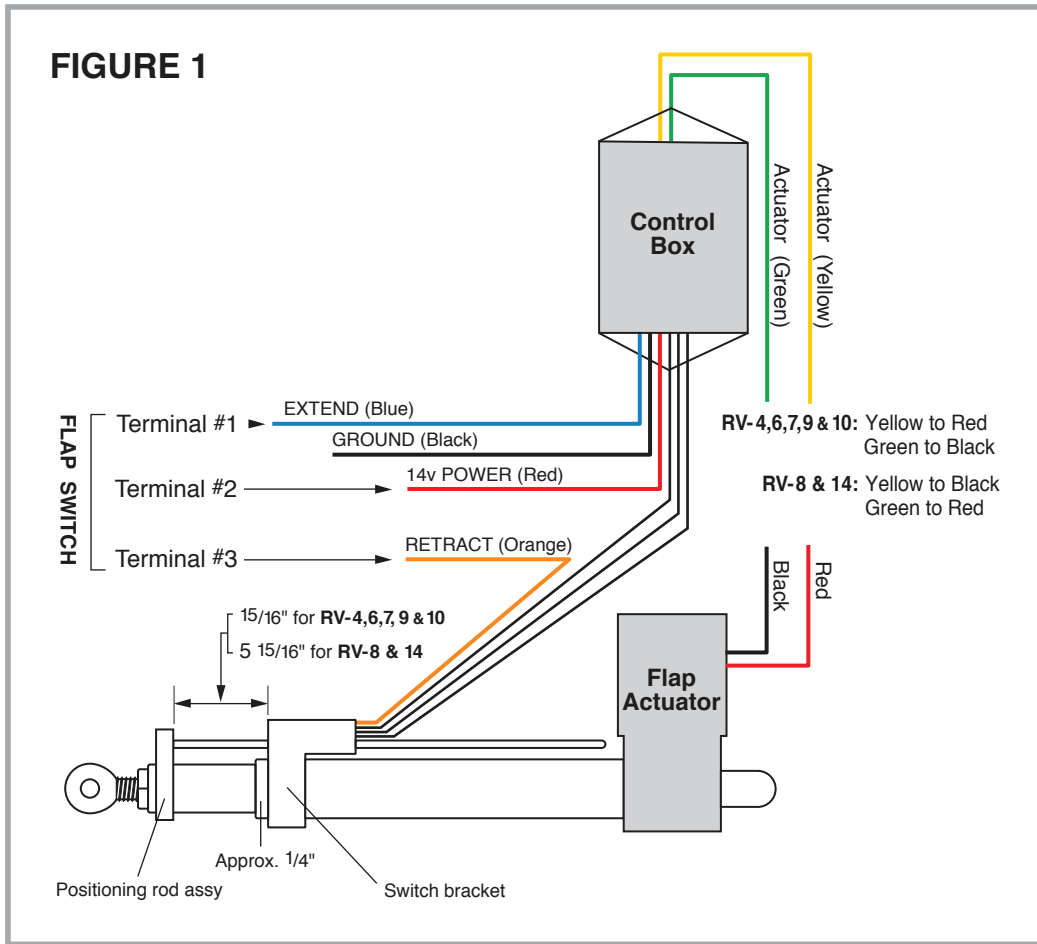 FIGURE 1
Control
Box
Actuator (Green)
Actuator (Yellow)
FLAP SWITCH
Terminal #1
EXTEND (Blue)
GROUND (Black)
Terminal #2
14v POWER (Red)
Terminal #3
RETRACT (Orange)
RV-4,6,7,9 & 10: Yellow to Red
Green to Black
RV-8 & 14: Yellow to Black
Green to Red
Black
Red
15/16" for RV-4,6,7, 9 & 10
5 15/16" for RV-8 & 14
Flap
Actuator
Approx. 1/4"
Positioning rod assy
Switch bracket